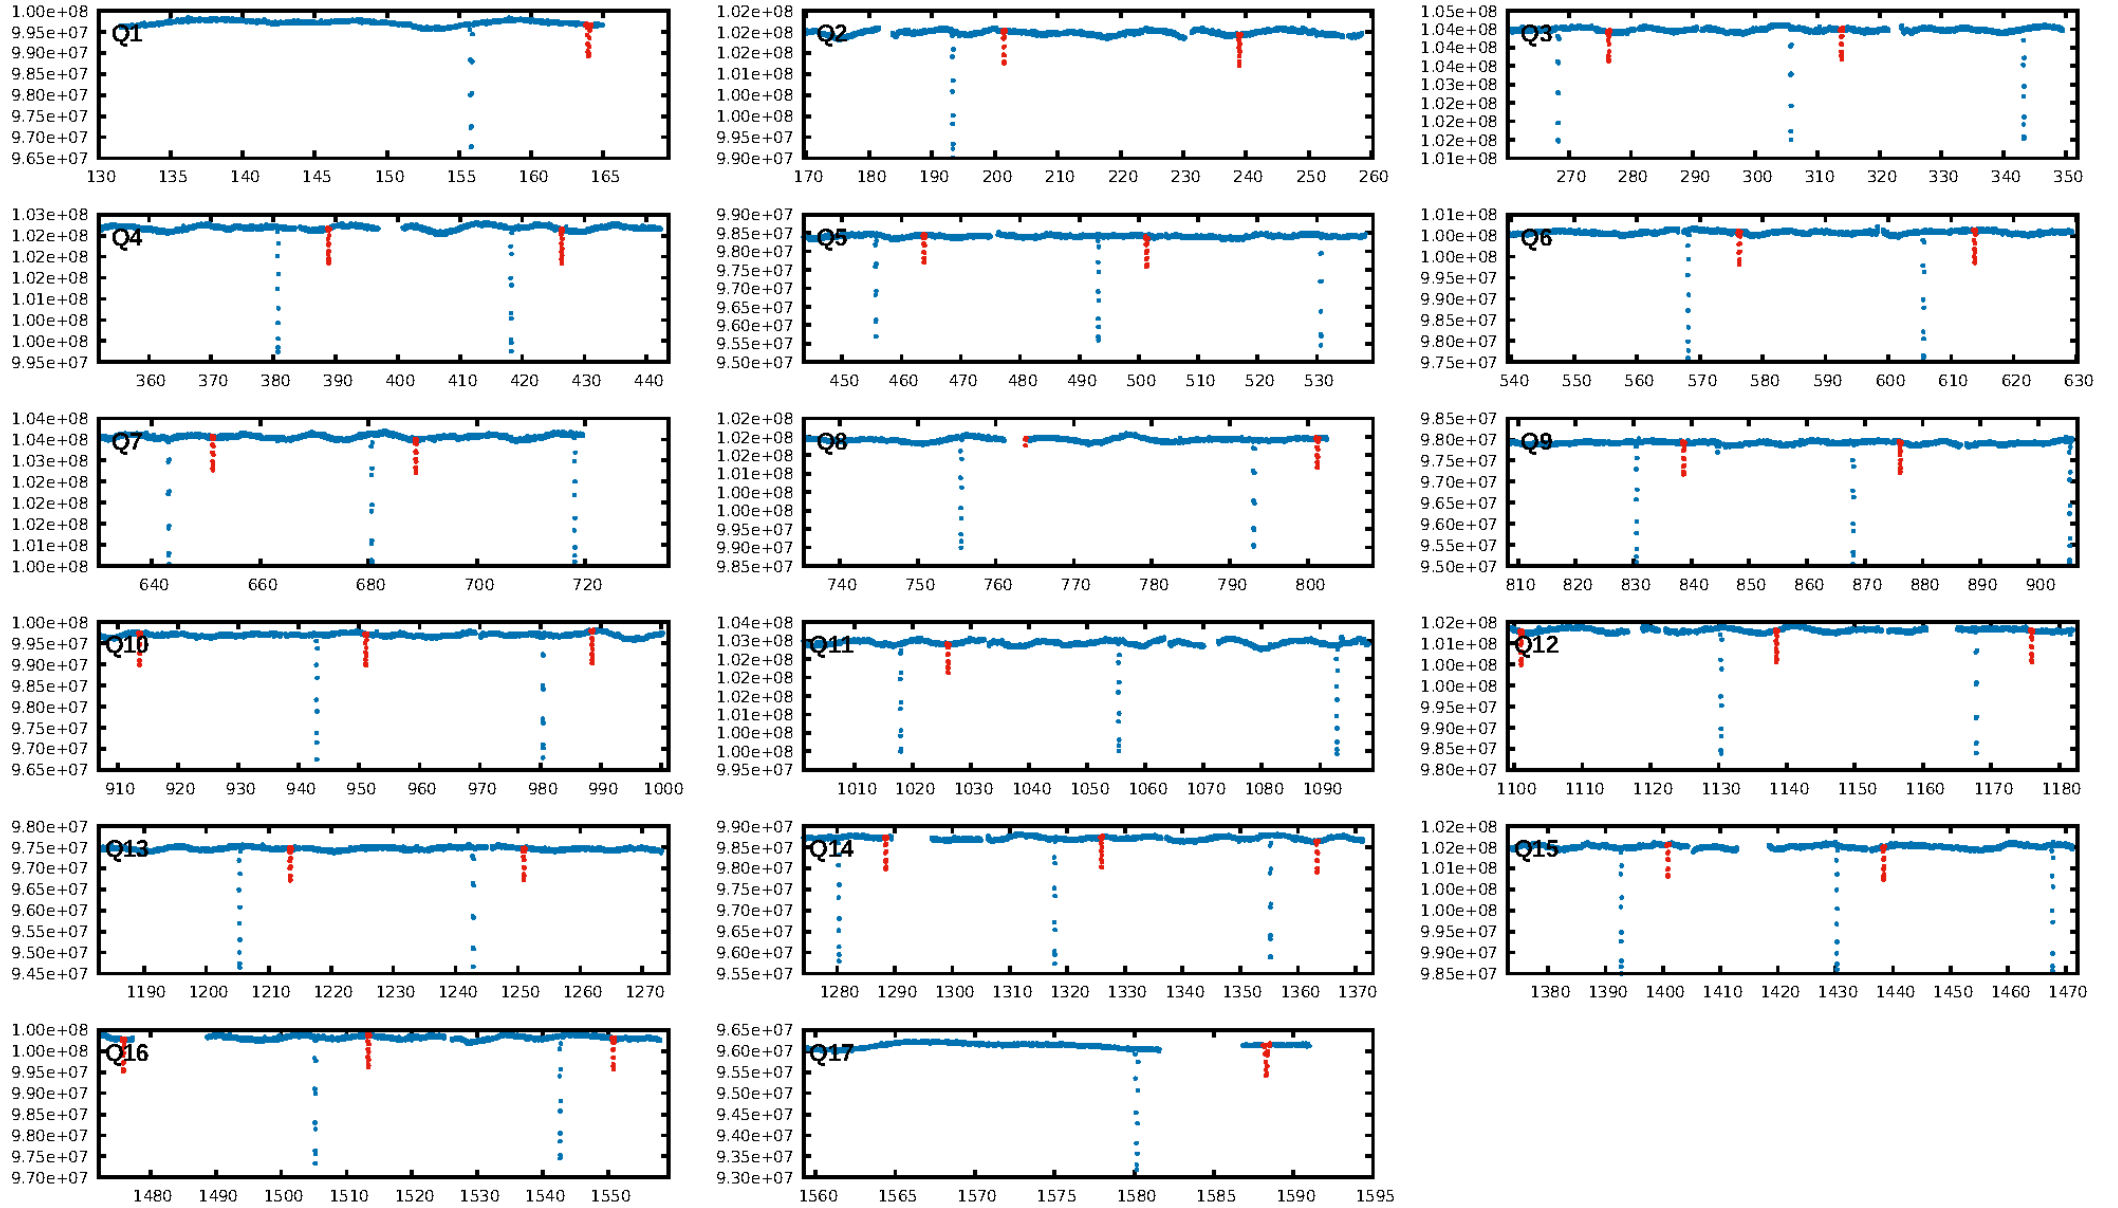 1.00e+08 9.95e+07 9.90e+07 9.85e+07 9.80e+07 9.75e+07 9.70e+07 9.65e+07
Q1
130 135 140 145 150 155 160 165
1.02e+08 1.02e+08 1.01e+08 1.01e+08 1.00e+08 1.00e+08 9.95e+07 9.90e+07
Q2
170 180 190 200 210 220 230 240 250 260
1.05e+08 1.04e+08 1.04e+08 1.04e+08 1.03e+08 1.02e+08 1.02e+08 1.02e+08 1.01e+08
Q3
270 280 290 300 310 320 330 340 350
1.03e+08 1.02e+08 1.02e+08 1.02e+08 1.01e+08 1.00e+08 1.00e+08 9.95e+07
Q4
360 370 380 390 400 410 420 430 440
9.90e+07 9.85e+07 9.80e+07 9.75e+07 9.70e+07 9.65e+07 9.60e+07 9.55e+07 9.50e+07
Q5
450 460 470 480 490 500 510 520 530
1.01e+08 1.00e+08 1.00e+08 9.95e+07 9.90e+07 9.85e+07 9.80e+07 9.75e+07
Q6
540 550 560 570 580 590 600 610 620 630
1.04e+08 1.04e+08 1.03e+08 1.02e+08 1.02e+08 1.02e+08 1.01e+08 1.00e+08
Q7
640 660 680 700 720
1.02e+08 1.02e+08 1.01e+08 1.01e+08 1.00e+08 1.00e+08 9.95e+07 9.90e+07 9.85e+07
Q8
740 750 760 770 780 790 800
9.85e+07 9.80e+07 9.75e+07 9.70e+07 9.65e+07 9.60e+07 9.55e+07 9.50e+07
Q9
810 820 830 840 850 860 870 880 890 900
1.00e+08 9.95e+07 9.90e+07 9.85e+07 9.80e+07 9.75e+07 9.70e+07 9.65e+07
Q10
910 920 930 940 950 960 970 980 990 1000
1.04e+08 1.03e+08 1.02e+08 1.02e+08 1.02e+08 1.01e+08 1.00e+08 1.00e+08 9.95e+07
Q11
1010 1020 1030 1040 1050 1060 1070 1080 1090
1.02e+08 1.01e+08 1.00e+08 1.00e+08 9.95e+07 9.90e+07 9.85e+07 9.80e+07
Q12
1100 1110 1120 1130 1140 1150 1160 1170 1180
9.80e+07 9.75e+07 9.70e+07 9.65e+07 9.60e+07 9.55e+07 9.50e+07 9.45e+07
Q13
1190 1200 1210 1220 1230 1240 1250 1260 1270
9.90e+07 9.85e+07 9.80e+07 9.75e+07 9.70e+07 9.65e+07 9.60e+07 9.55e+07
Q14
1280 1290 1300 1310 1320 1330 1340 1350 1360 1370
1.02e+08 1.02e+08 1.01e+08 1.00e+08 1.00e+08 9.95e+07 9.90e+07 9.85e+07
Q15
1380 1390 1400 1410 1420 1430 1440 1450 1460 1470
1.00e+08 1.00e+08 9.95e+07 9.90e+07 9.85e+07 9.80e+07 9.75e+07 9.70e+07
Q16
1480 1490 1500 1510 1520 1530 1540 1550
9.65e+07 9.60e+07 9.55e+07 9.50e+07 9.45e+07 9.40e+07 9.35e+07 9.30e+07
Q17
1560 1565 1570 1575 1580 1585 1590 1595